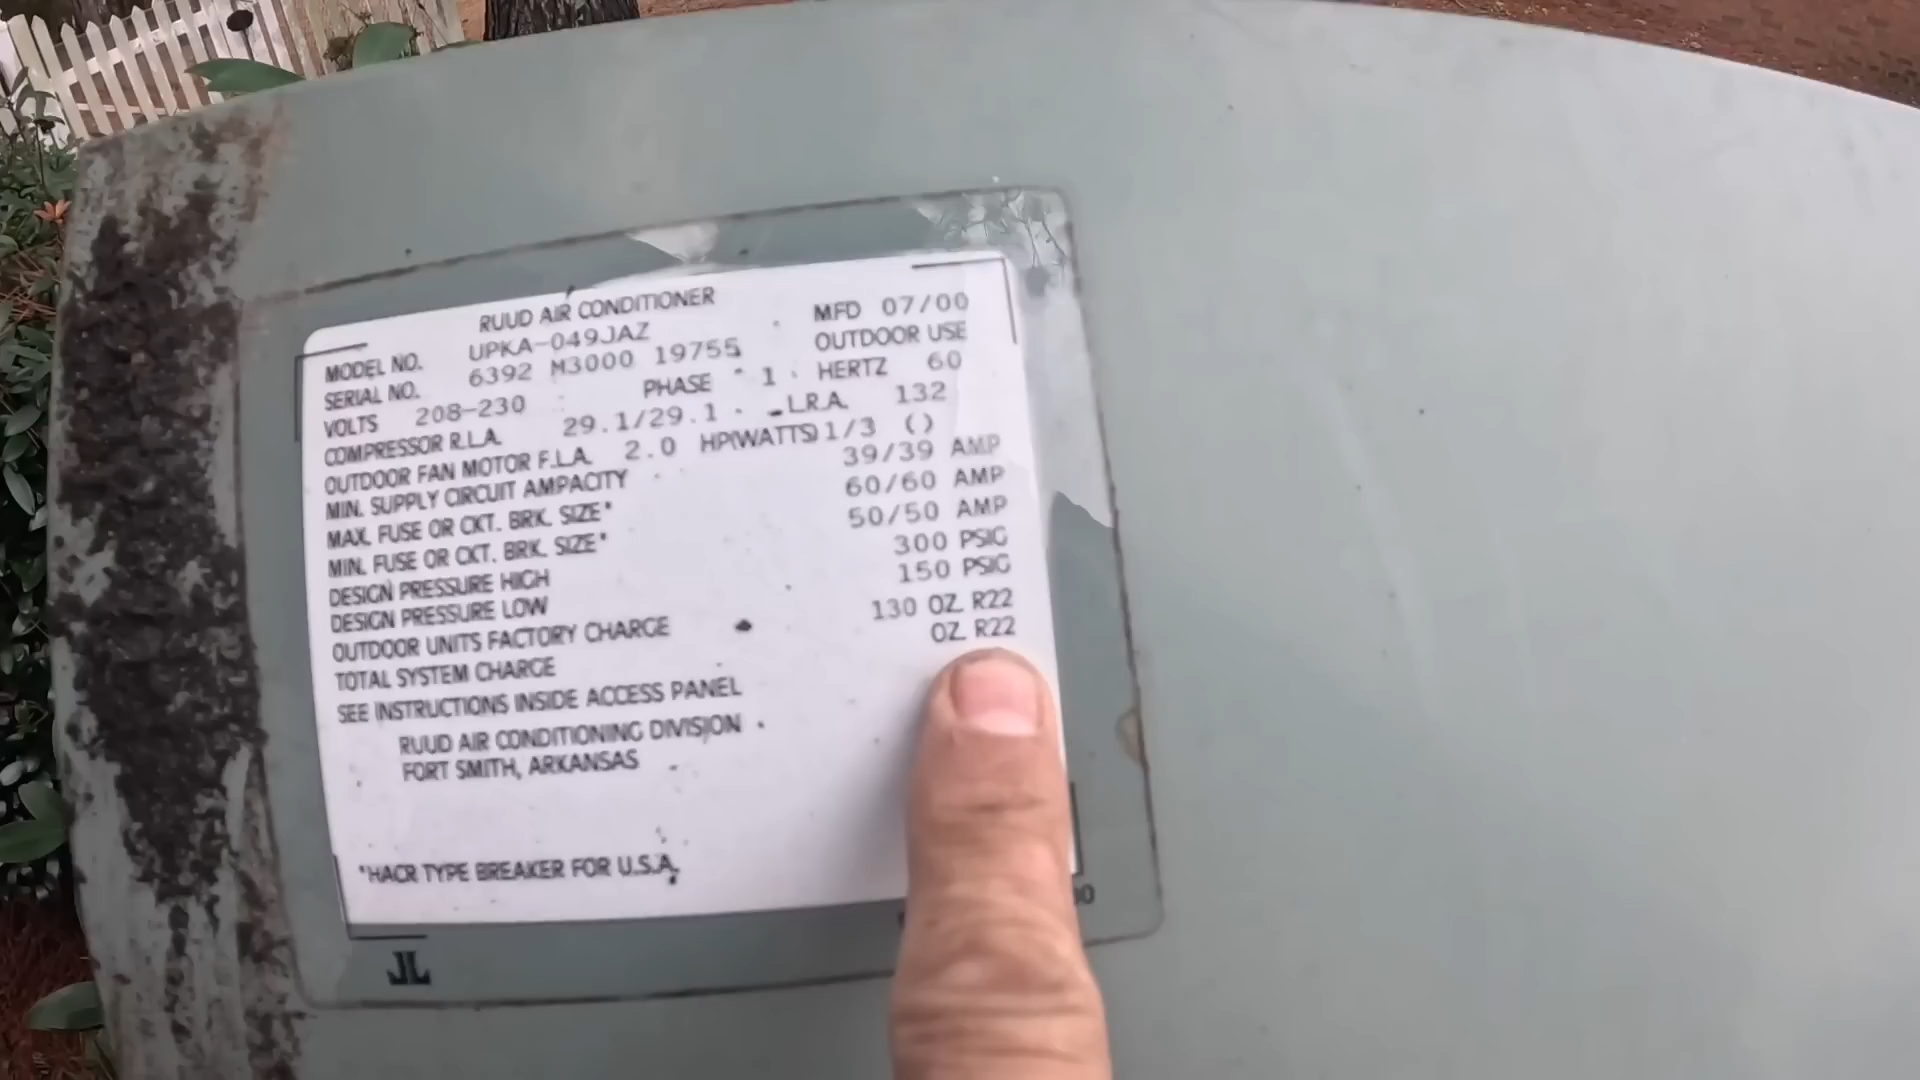 RUUD AIR CONDITIONER
MODEL NO. UPKA-049JAZ MFD 07/00
SERIAL NO. 6392 M3000 19755 OUTDOOR USE
VOLTS 208-230 PHASE 1 HERTZ 60
COMPRESSOR R.L.A. 29.1/29.1 L.R.A. 132
OUTDOOR FAN MOTOR F.L.A. 2.0 HP(WATTS) 1/3 ()
MIN. SUPPLY CIRCUIT AMPACITY 39/39 AMP
MAX. FUSE OR CKT. BRK. SIZE* 60/60 AMP
MIN. FUSE OR CKT. BRK. SIZE* 50/50 AMP
DESIGN PRESSURE HIGH 300 PSIG
DESIGN PRESSURE LOW 150 PSIG
OUTDOOR UNITS FACTORY CHARGE 130 OZ. R22
TOTAL SYSTEM CHARGE OZ. R22
SEE INSTRUCTIONS INSIDE ACCESS PANEL
RUUD AIR CONDITIONING DIVISION
FORT SMITH, ARKANSAS
*HACR TYPE BREAKER FOR U.S.A.